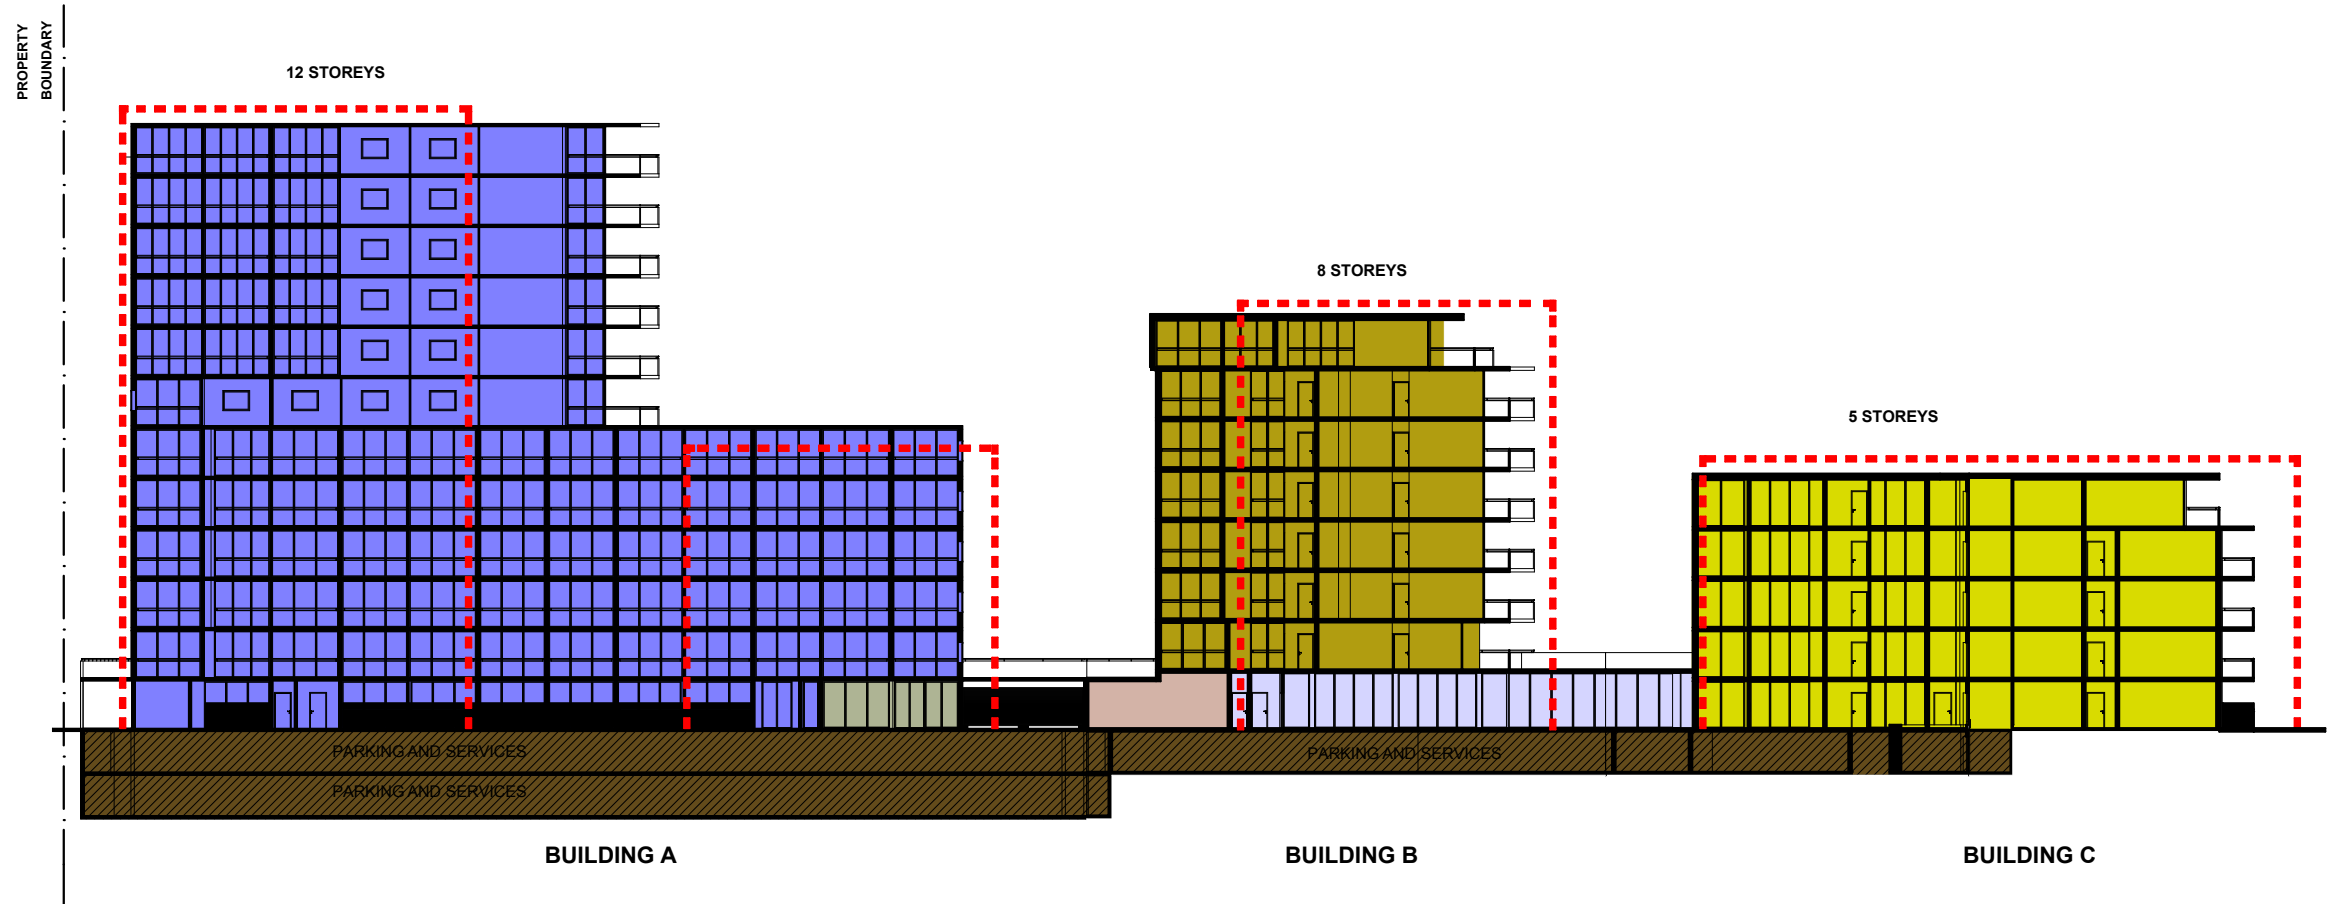 PROPERTY
BOUNDARY
12 STOREYS
8 STOREYS
5 STOREYS
PARKING AND SERVICES
PARKING AND SERVICES
PARKING AND SERVICES
BUILDING A
BUILDING B
BUILDING C